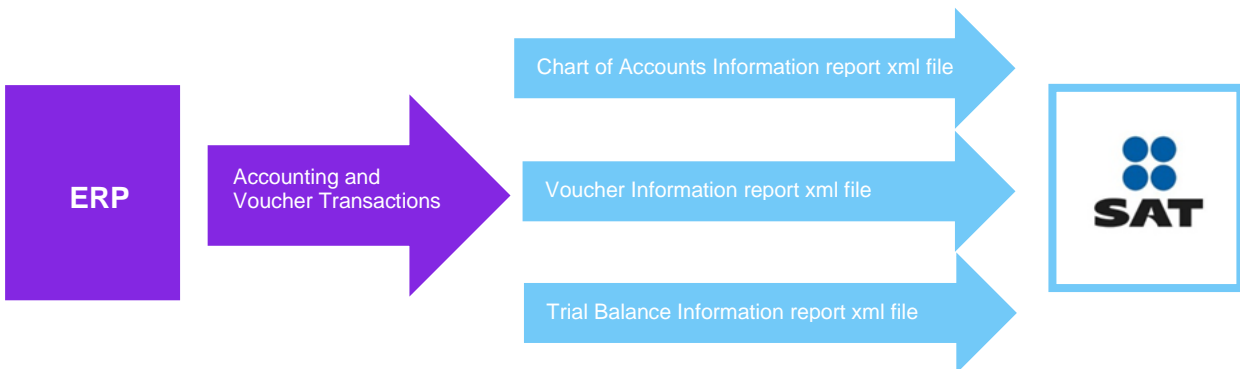 Chart of Accounts Information report xml file
ERP
Accounting and
Voucher Transactions
Voucher Information report xml file
SAT
Trial Balance Information report xml file